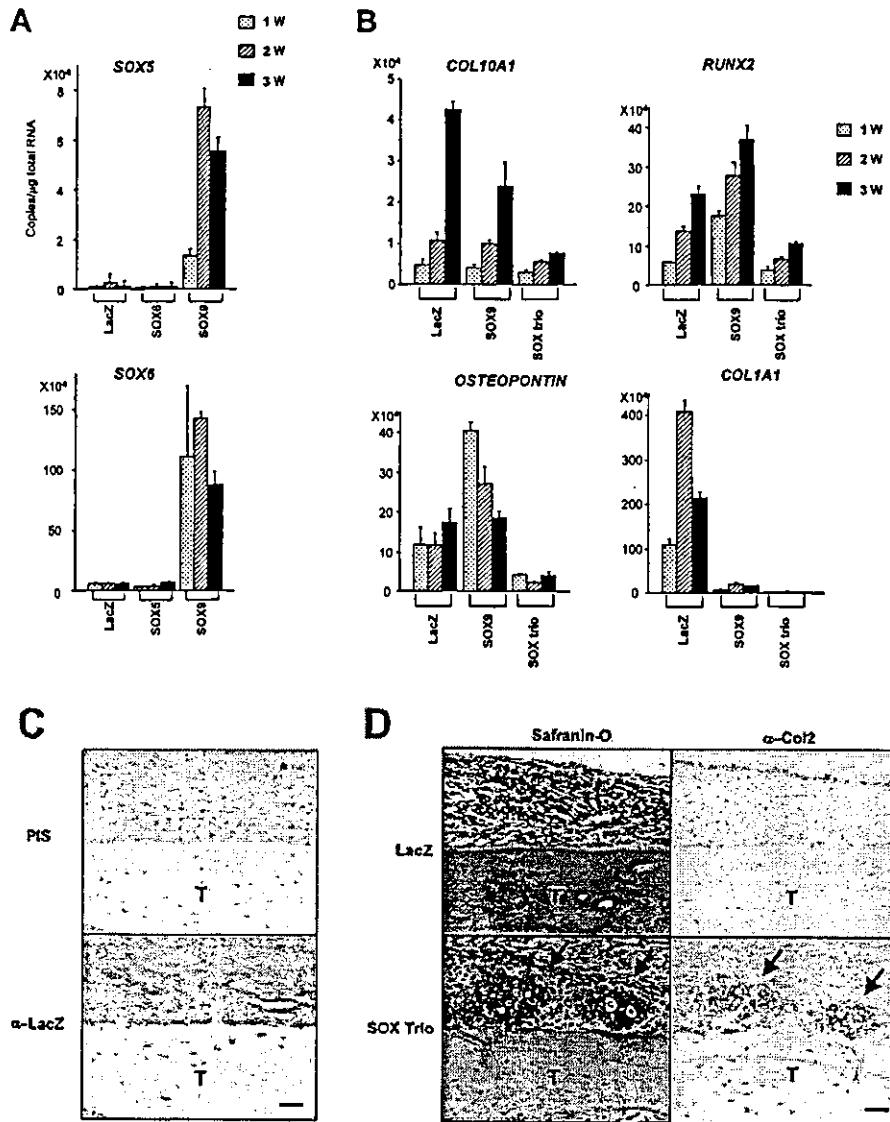 A
SOX5
1 W
2 W
3 W
X10⁴
8
6
4
2
0
Copies/μg total RNA
LacZ
SOX6
SOX9
SOX6
X10⁴
150
100
50
0
LacZ
SOX5
SOX9
B
COL10A1
X10⁴
5
4
3
2
1
0
LacZ
SOX9
SOX trio
RUNX2
X10⁴
40
30
20
10
0
LacZ
SOX9
SOX trio
1 W
2 W
3 W
OSTEOPONTIN
X10⁴
40
30
20
10
0
LacZ
SOX9
SOX trio
COL1A1
X10⁴
400
300
200
100
0
LacZ
SOX9
SOX trio
C
PIS
T
α-LacZ
T
D
Safranin-O
α-Col2
LacZ
T
T
SOX Trio
T
T